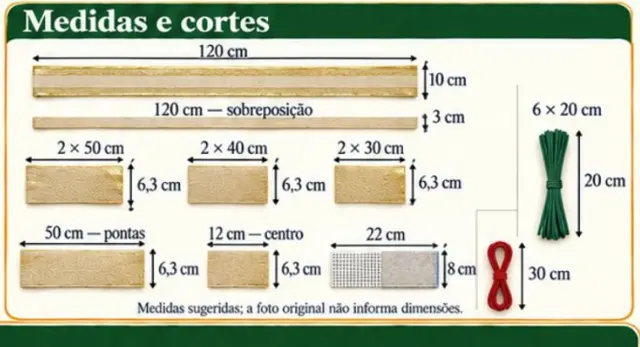 Medidas e cortes
120 cm
10 cm
120 cm — sobreposição
3 cm
6 × 20 cm
2 × 50 cm
2 × 40 cm
2 × 30 cm
6,3 cm
6,3 cm
6,3 cm
20 cm
50 cm — pontas
12 cm — centro
22 cm
6,3 cm
6,3 cm
8 cm
30 cm
Medidas sugeridas; a foto original não informa dimensões.